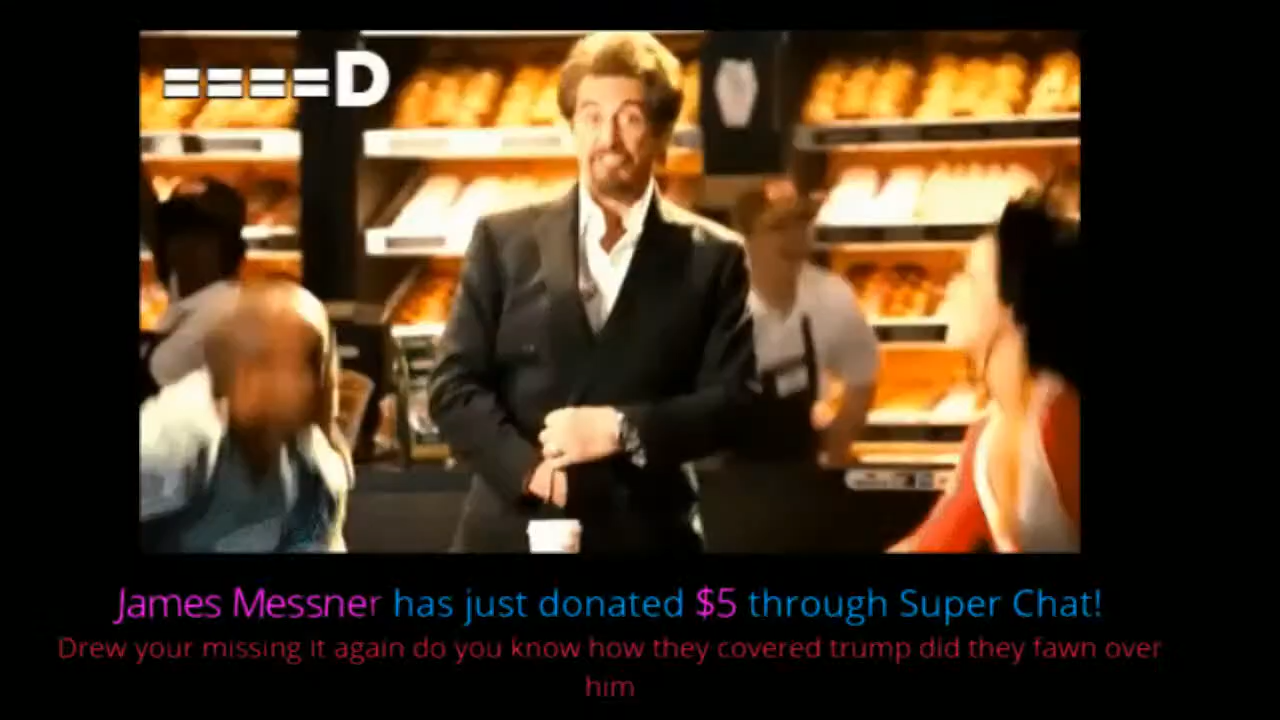 ====D
James Messner has just donated $5 through Super Chat!
Drew your missing it again do you know how they covered trump did they fawn over
him